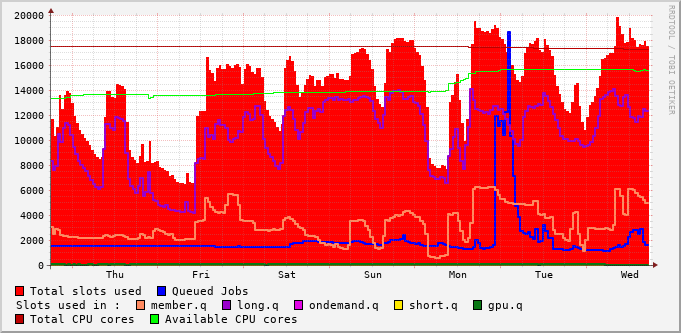 20000
18000
16000
14000
12000
10000
8000
6000
4000
2000
0
Thu Fri Sat Sun Mon Tue Wed
RRDTOOL / TOBI OETIKER
Total slots used Queued Jobs
Slots used in : member.q long.q ondemand.q short.q gpu.q
Total CPU cores Available CPU cores